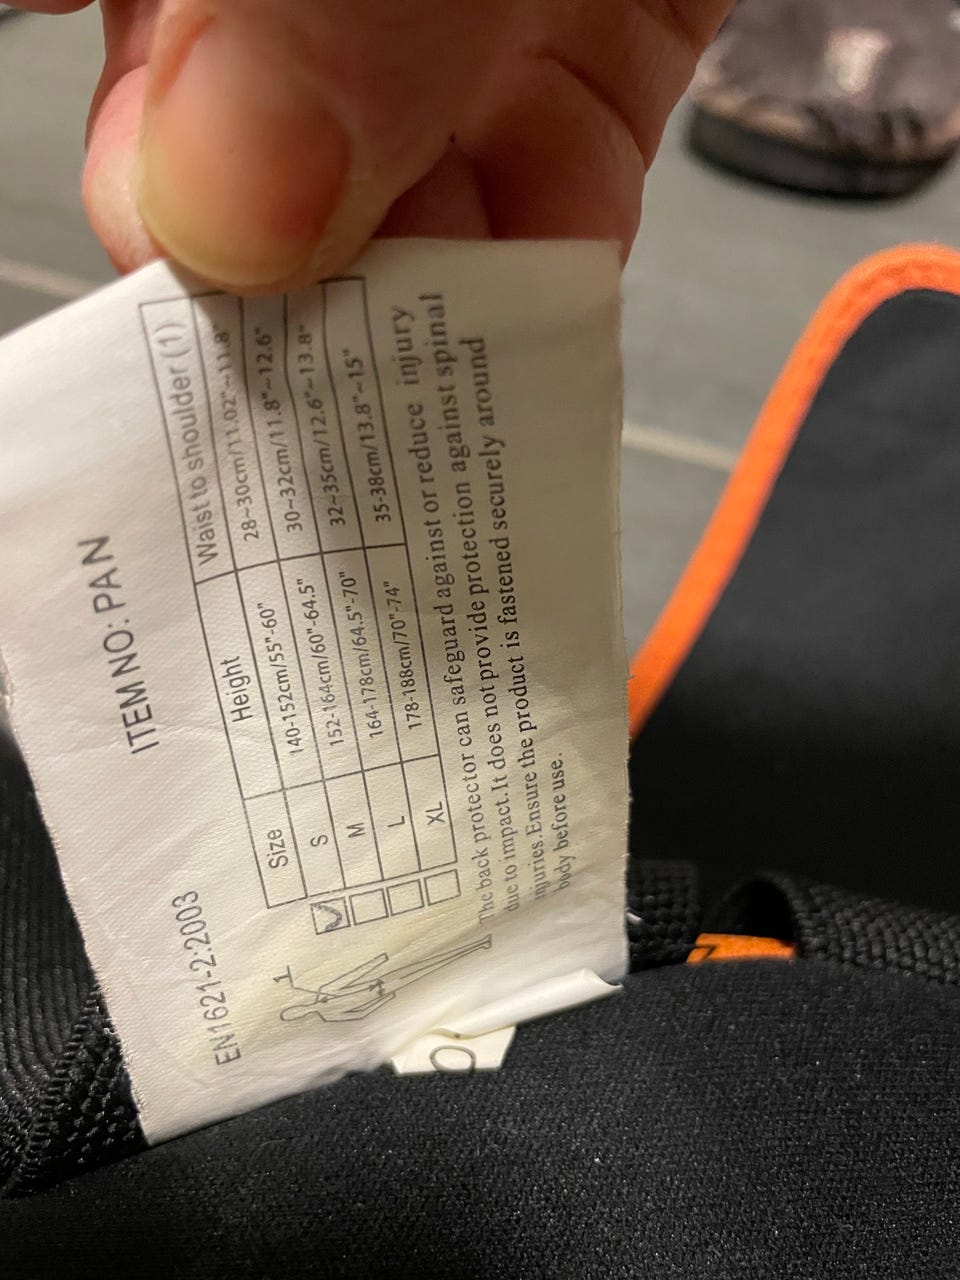 ITEM NO: PAN
EN1621-2:2003
Size Height Waist to shoulder (1)
S 140-152cm/55"-60" 28~30cm/11.02"~11.8"
M 152-164cm/60"-64.5" 30~32cm/11.8"~12.6"
L 164-178cm/64.5"-70" 32~35cm/12.6"~13.8"
XL 178-188cm/70"-74" 35-38cm/13.8"~15"
1
The back protector can safeguard against or reduce injury
due to impact.It does not provide protection against spinal
injuries.Ensure the product is fastened securely around
body before use.